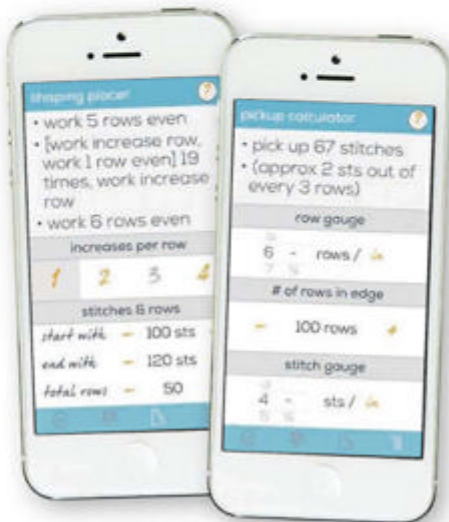 shaping placer ?
• work 5 rows even
• [work increase row,
work 1 row even] 19
times, work increase
row
• work 6 rows even
increases per row
1 2 3 4
stitches & rows
start with - 100 sts
end with - 120 sts
total rows - 50
pickup calculator ?
• pick up 67 stitches
• (approx 2 sts out of
every 3 rows)
row gauge
6 - rows / in
# of rows in edge
- 100 rows +
stitch gauge
4 - sts / in